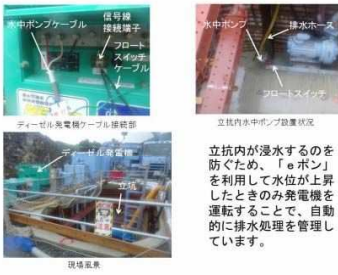 水中ポンプケーブル
信号線
接続端子
フロート
スイッチ
ケーブル
ディーゼル発電機ケーブル接続部
水中ポンプ
排水ホース
フロートスイッチ
立抗内水中ポンプ設置状況
ディーゼル発電機
立抗
現場風景
立抗内が浸水するのを
防ぐため、「ｅポン」
を利用して水位が上昇
したときのみ発電機を
運転することで、自動
的に排水処理を管理し
ています。